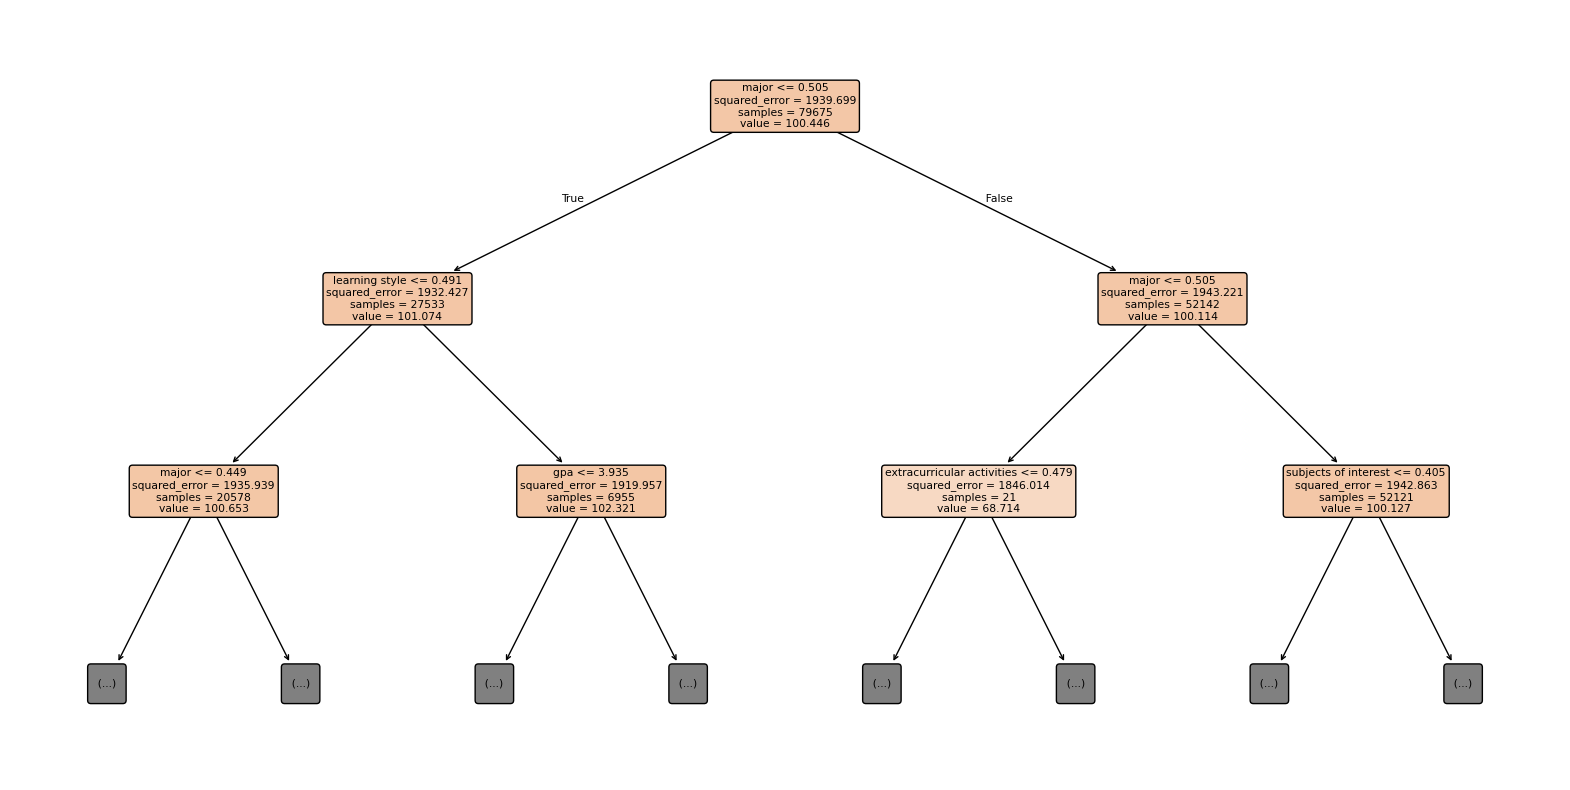 major <= 0.505
squared_error = 1939.699
samples = 79675
value = 100.446
True
False
learning style <= 0.491
squared_error = 1932.427
samples = 27533
value = 101.074
major <= 0.505
squared_error = 1943.221
samples = 52142
value = 100.114
major <= 0.449
squared_error = 1935.939
samples = 20578
value = 100.653
gpa <= 3.935
squared_error = 1919.957
samples = 6955
value = 102.321
extracurricular activities <= 0.479
squared_error = 1846.014
samples = 21
value = 68.714
subjects of interest <= 0.405
squared_error = 1942.863
samples = 52121
value = 100.127
(...)
(...)
(...)
(...)
(...)
(...)
(...)
(...)